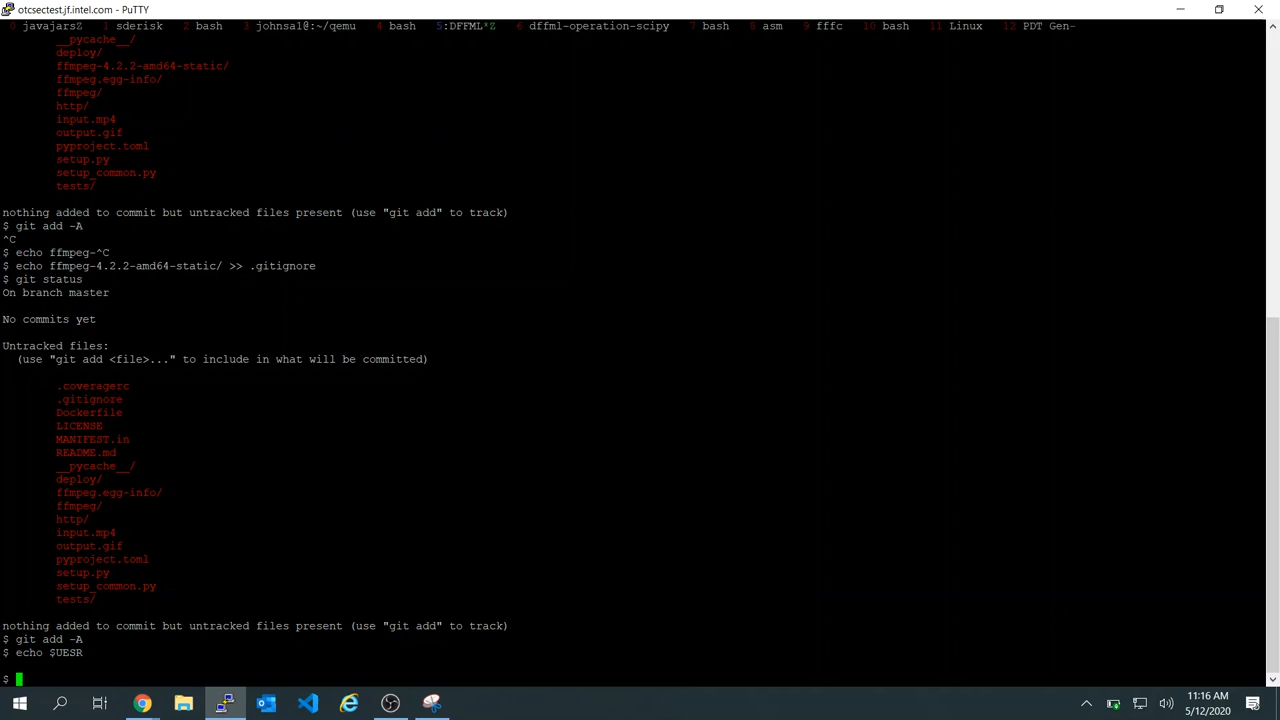 otcsectest.jf.intel.com - PuTTY
0 javajarsZ 1 sderisk 2 bash 3 johnsa1@:~/qemu 4 bash 5:DFFML*Z 6 dffml-operation-scipy 7 bash 8 asm 9 fffc 10 bash 11 Linux 12 PDT Gen-
__pycache__/
deploy/
ffmpeg-4.2.2-amd64-static/
ffmpeg.egg-info/
ffmpeg/
http/
input.mp4
output.gif
pyproject.toml
setup.py
setup_common.py
tests/
nothing added to commit but untracked files present (use "git add" to track)
$ git add -A
^C
$ echo ffmpeg-^C
$ echo ffmpeg-4.2.2-amd64-static/ >> .gitignore
$ git status
On branch master
No commits yet
Untracked files:
(use "git add <file>..." to include in what will be committed)
.coveragerc
.gitignore
Dockerfile
LICENSE
MANIFEST.in
README.md
__pycache__/
deploy/
ffmpeg.egg-info/
ffmpeg/
http/
input.mp4
output.gif
pyproject.toml
setup.py
setup_common.py
tests/
nothing added to commit but untracked files present (use "git add" to track)
$ git add -A
$ echo $UESR
$
11:16 AM
5/12/2020